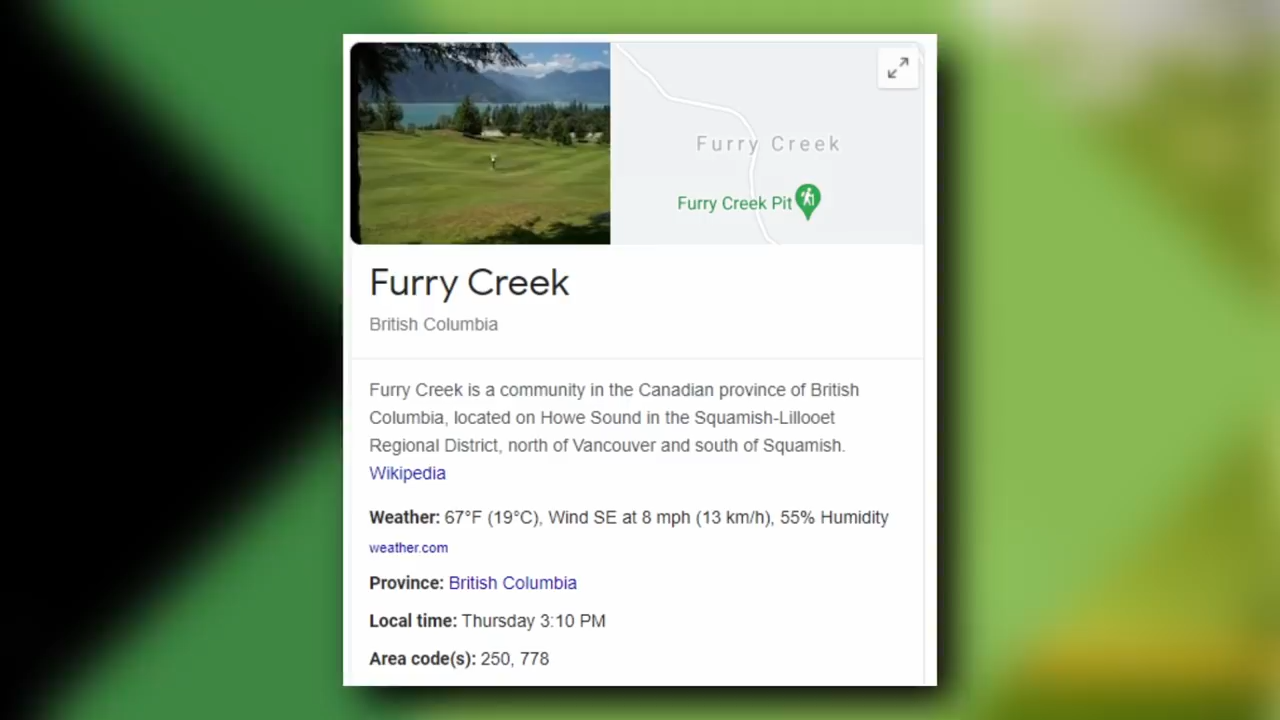 Furry Creek
Furry Creek Pit
Furry Creek
British Columbia
Furry Creek is a community in the Canadian province of British
Columbia, located on Howe Sound in the Squamish-Lillooet
Regional District, north of Vancouver and south of Squamish.
Wikipedia
Weather: 67°F (19°C), Wind SE at 8 mph (13 km/h), 55% Humidity
weather.com
Province: British Columbia
Local time: Thursday 3:10 PM
Area code(s): 250, 778